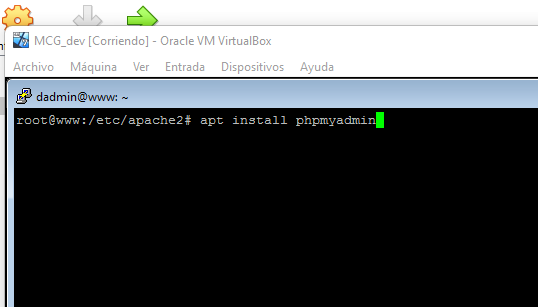 MCG_dev [Corriendo] - Oracle VM VirtualBox
Archivo Máquina Ver Entrada Dispositivos Ayuda
dadmin@www: ~
root@www:/etc/apache2# apt install phpmyadmin